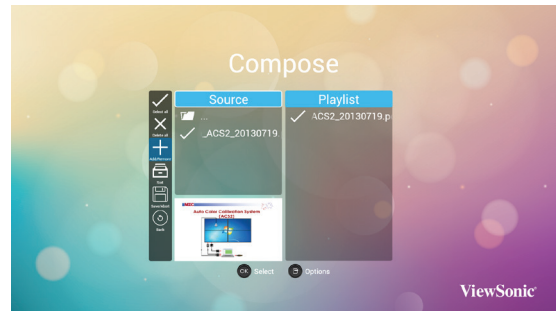 Compose
Source
Playlist
Select all
Delete all
Add/Remove
Sort
Save/Abort
Back
...
_ACS2_20130719
ACS2_20130719.p
Auto Color Calibration System
(ACS2)
OK Select
Options
ViewSonic